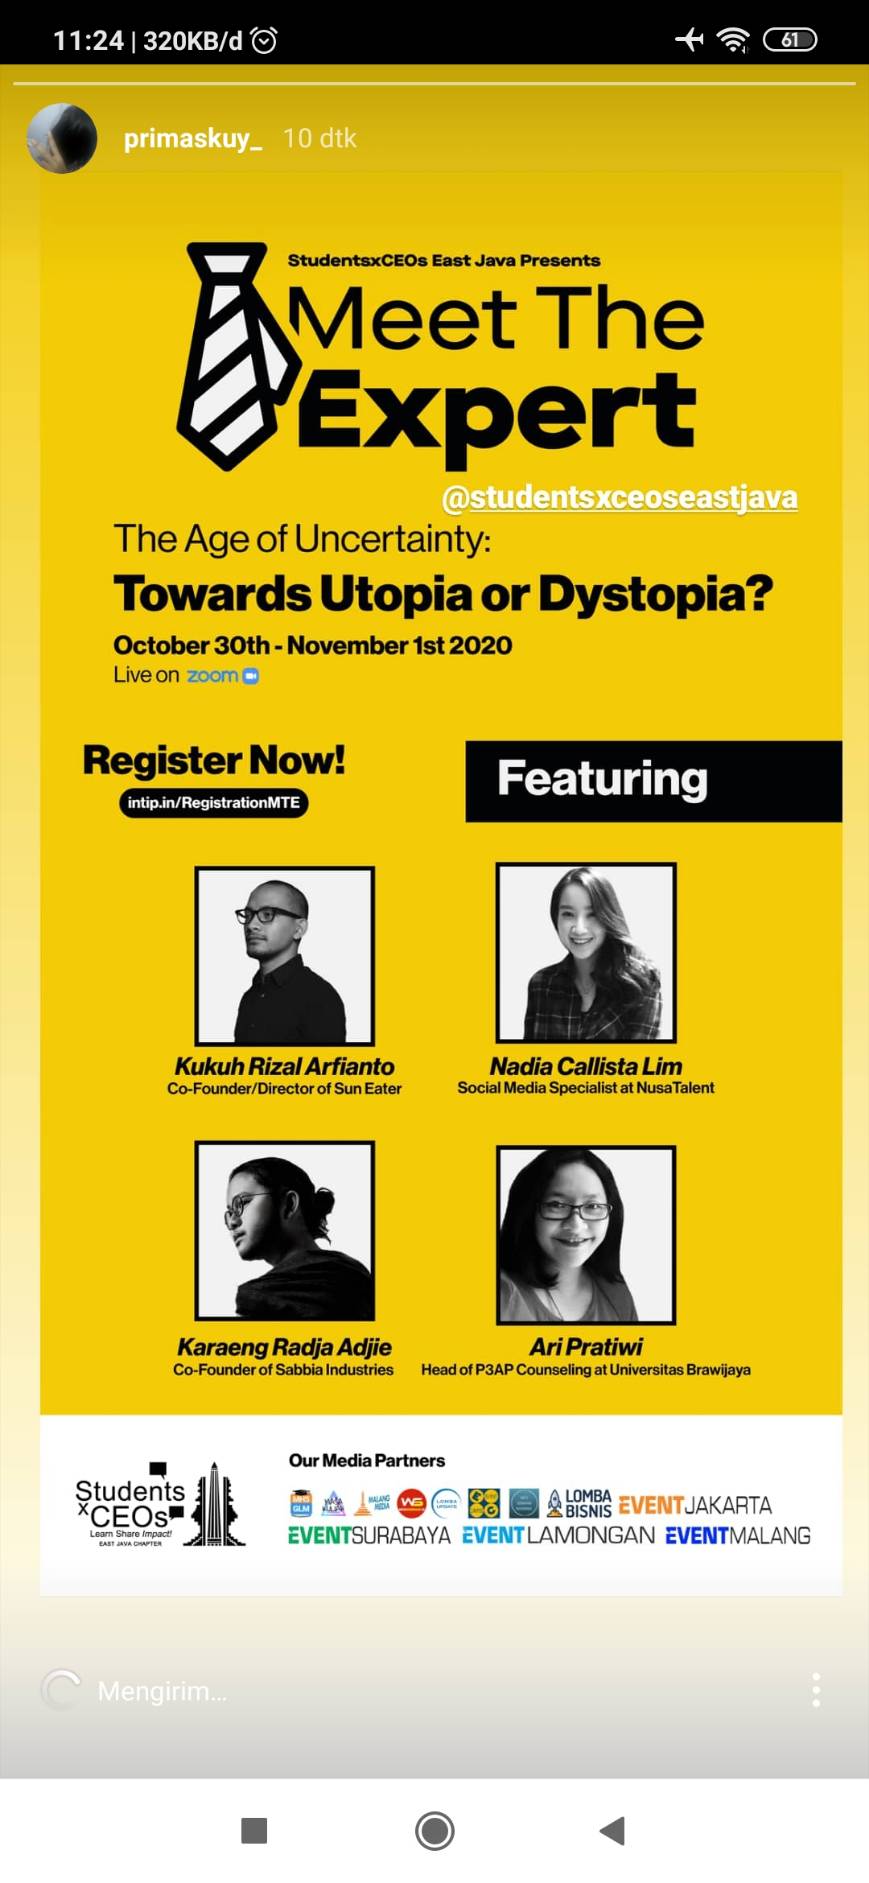 11:24 | 320KB/d
61
primaskuy_ 10 dtk
StudentsxCEOs East Java Presents
Meet The
Expert
@studentsxceoseastjava
The Age of Uncertainty:
Towards Utopia or Dystopia?
October 30th - November 1st 2020
Live on zoom
Register Now!
intip.in/RegistrationMTE
Featuring
Kukuh Rizal Arfianto
Co-Founder/Director of Sun Eater
Nadia Callista Lim
Social Media Specialist at NusaTalent
Karaeng Radja Adjie
Co-Founder of Sabbia Industries
Ari Pratiwi
Head of P3AP Counseling at Universitas Brawijaya
Students
xCEOs
Learn Share Impact!
EAST JAVA CHAPTER
Our Media Partners
MALANG MEDIA
LOMBA BISNIS EVENTJAKARTA
EVENTSURABAYA EVENTLAMONGAN EVENTMALANG
Mengirim...